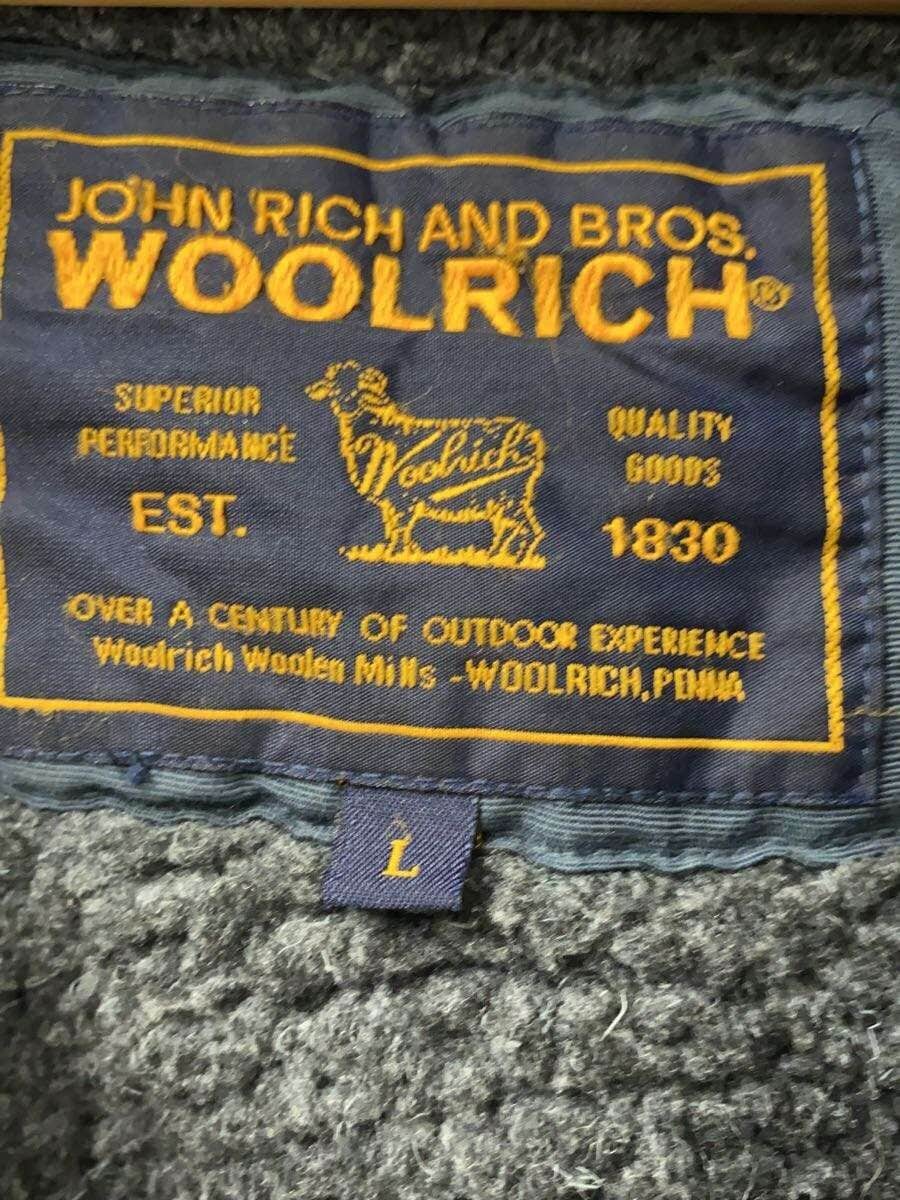 JOHN RICH AND BROS.
WOOLRICH®
SUPERIOR
PERFORMANCE
EST.
Woolrich
QUALITY
GOODS
1830
OVER A CENTURY OF OUTDOOR EXPERIENCE
Woolrich Woolen Mills - WOOLRICH, PENNA
L